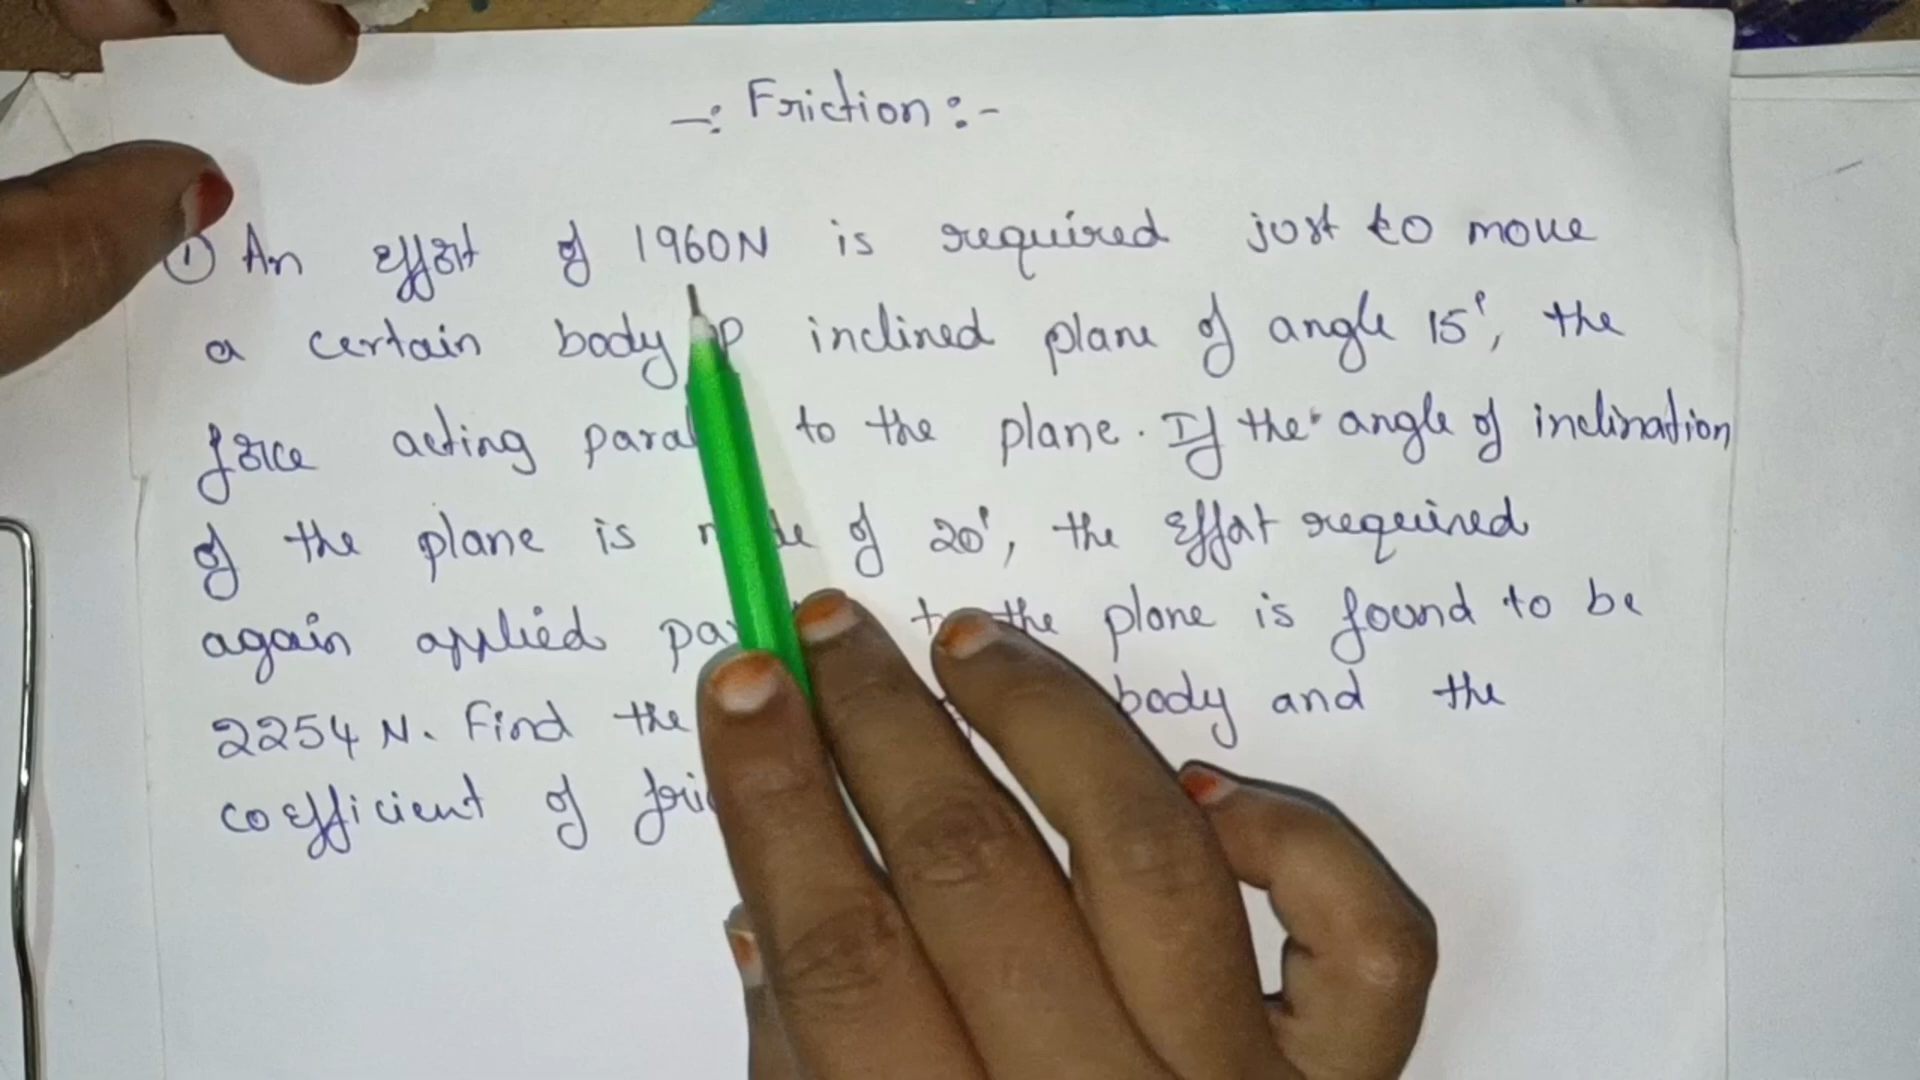 -: Friction :-
① An effort of 1960N is required just to move
a certain body inclined plane of angle 15°, the
force acting to the plane. If the angle of inclination
of the plane is of 20°, the effort required
again applied to the plane is found to be
2254 N. Find the body and the
coefficient of